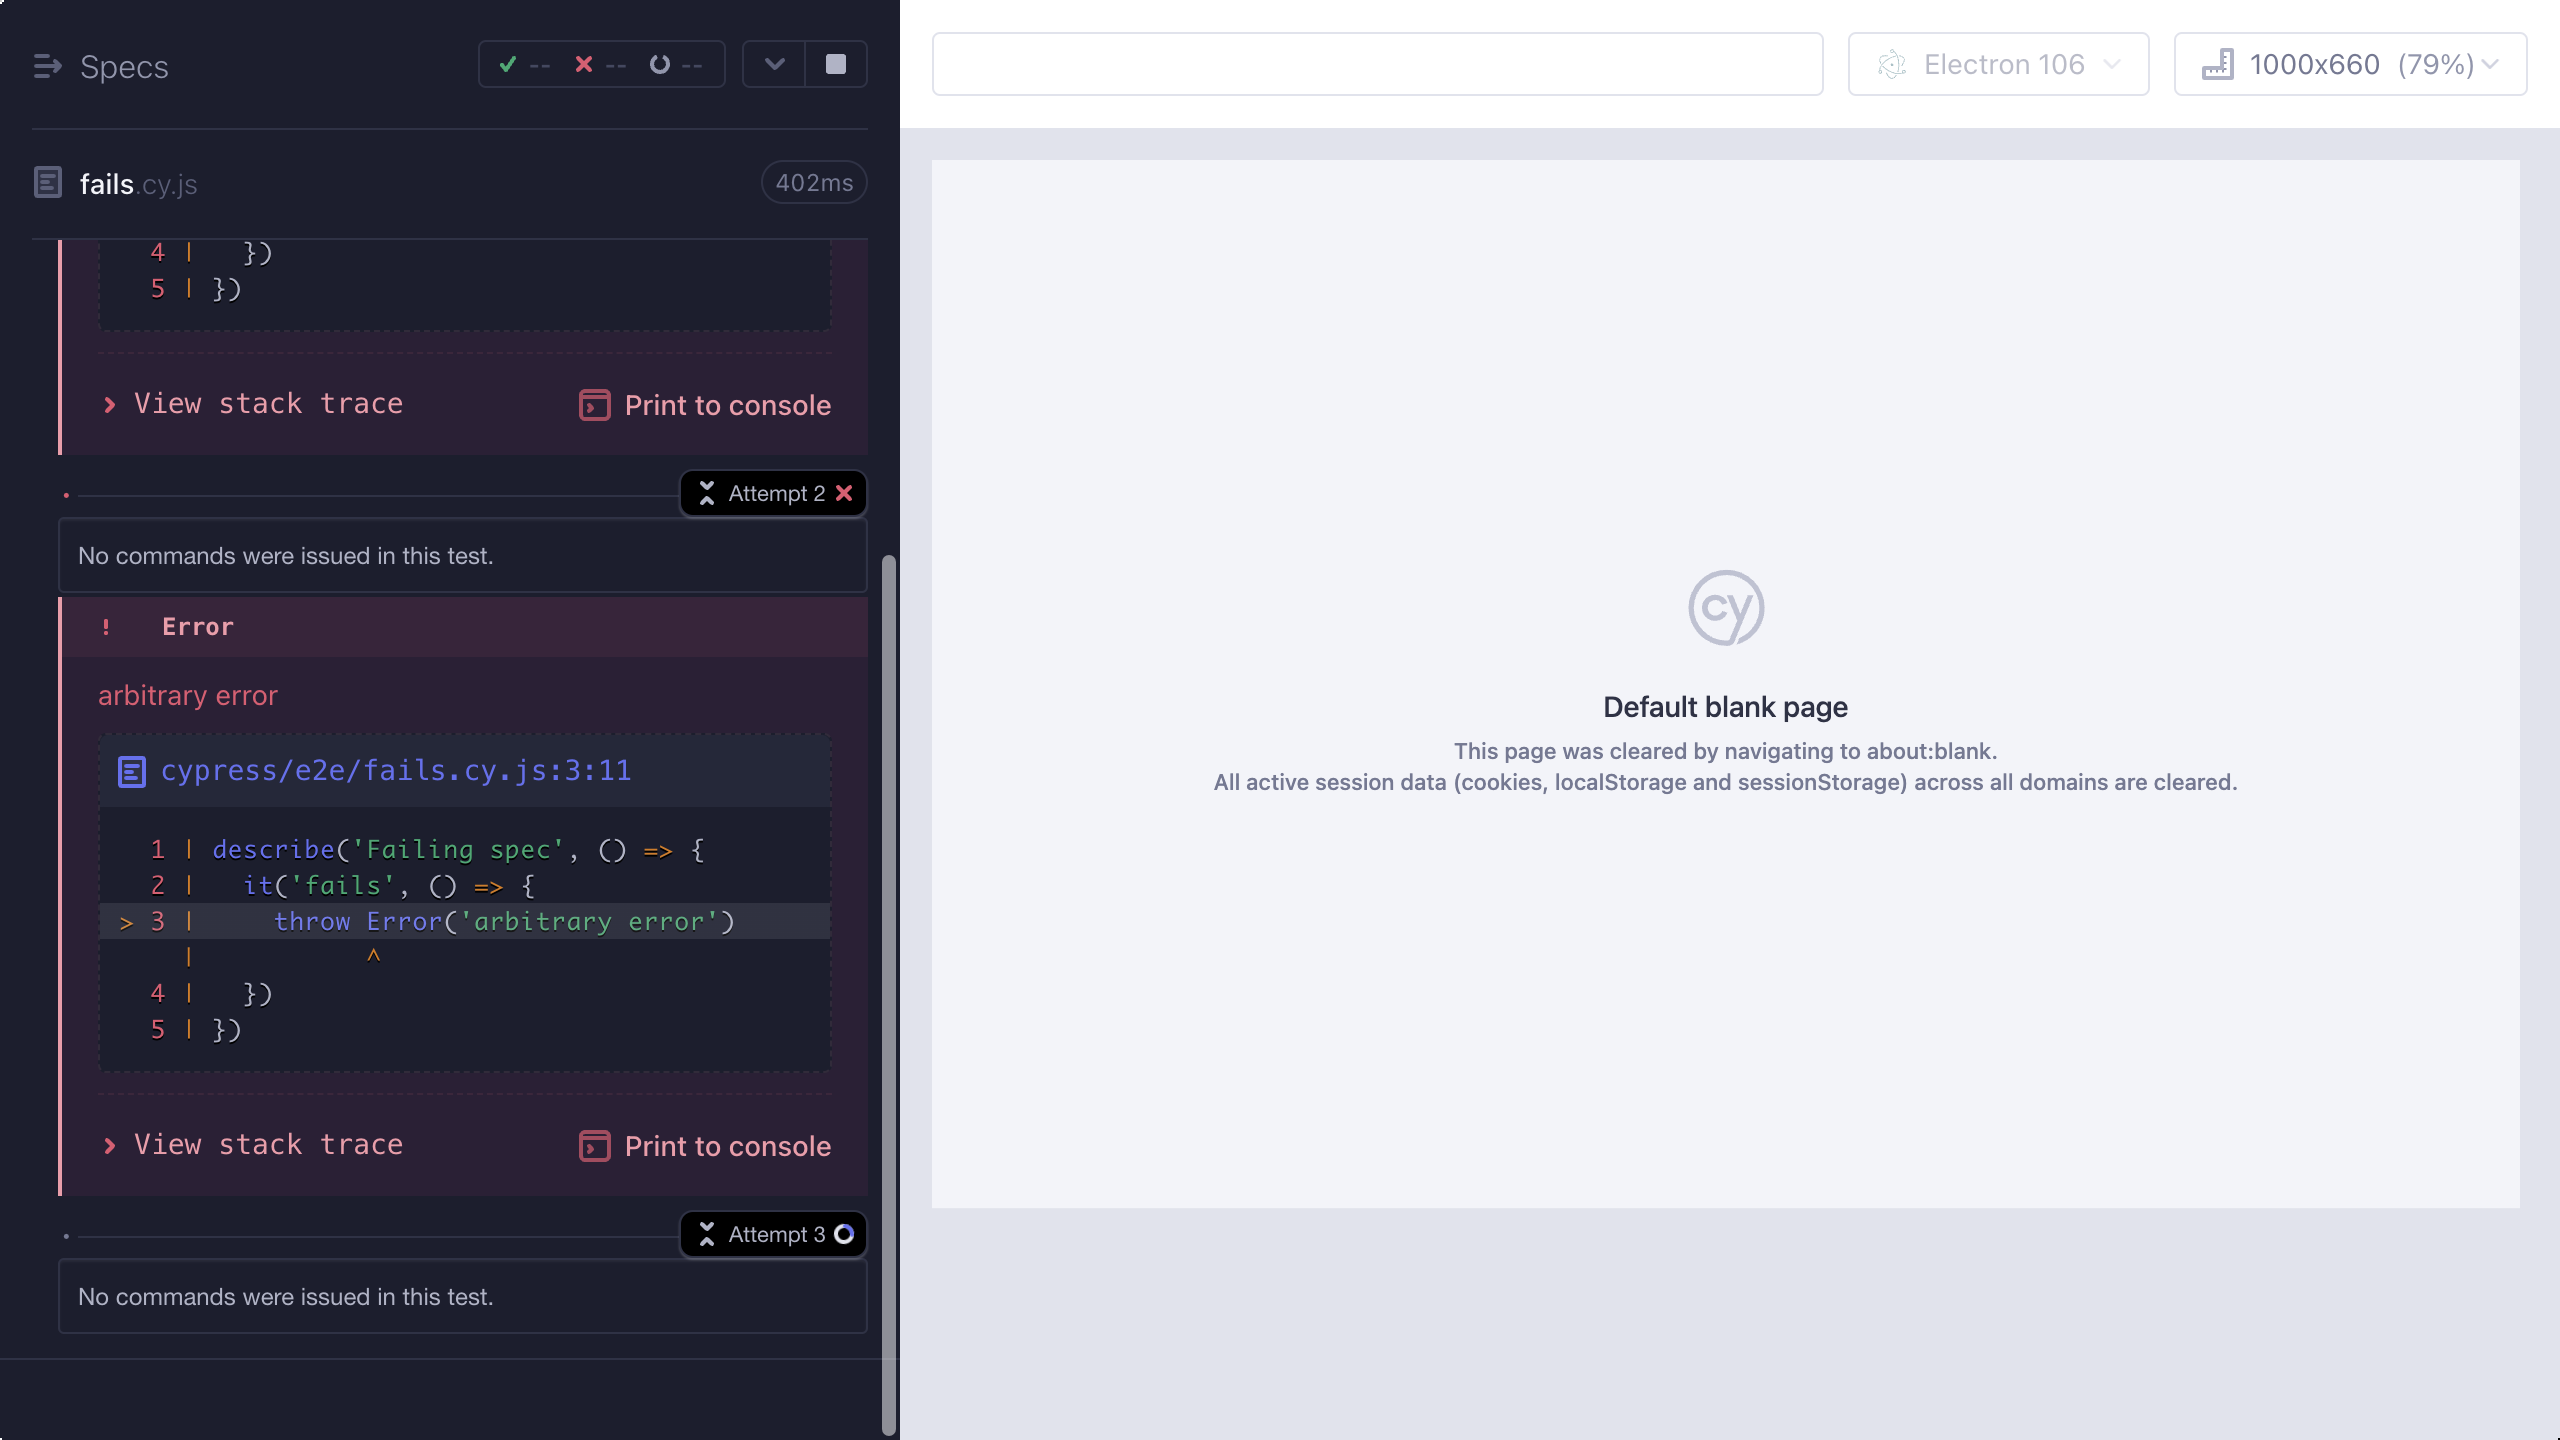 Specs
-- -- --
fails.cy.js
402ms
4 |   })
5 | })
View stack trace
Print to console
Attempt 2
No commands were issued in this test.
! Error
arbitrary error
cypress/e2e/fails.cy.js:3:11
1 | describe('Failing spec', () => {
2 |   it('fails', () => {
> 3 |     throw Error('arbitrary error')
|           ^
4 |   })
5 | })
View stack trace
Print to console
Attempt 3
No commands were issued in this test.
Electron 106
1000x660 (79%)
cy
Default blank page
This page was cleared by navigating to about:blank.
All active session data (cookies, localStorage and sessionStorage) across all domains are cleared.